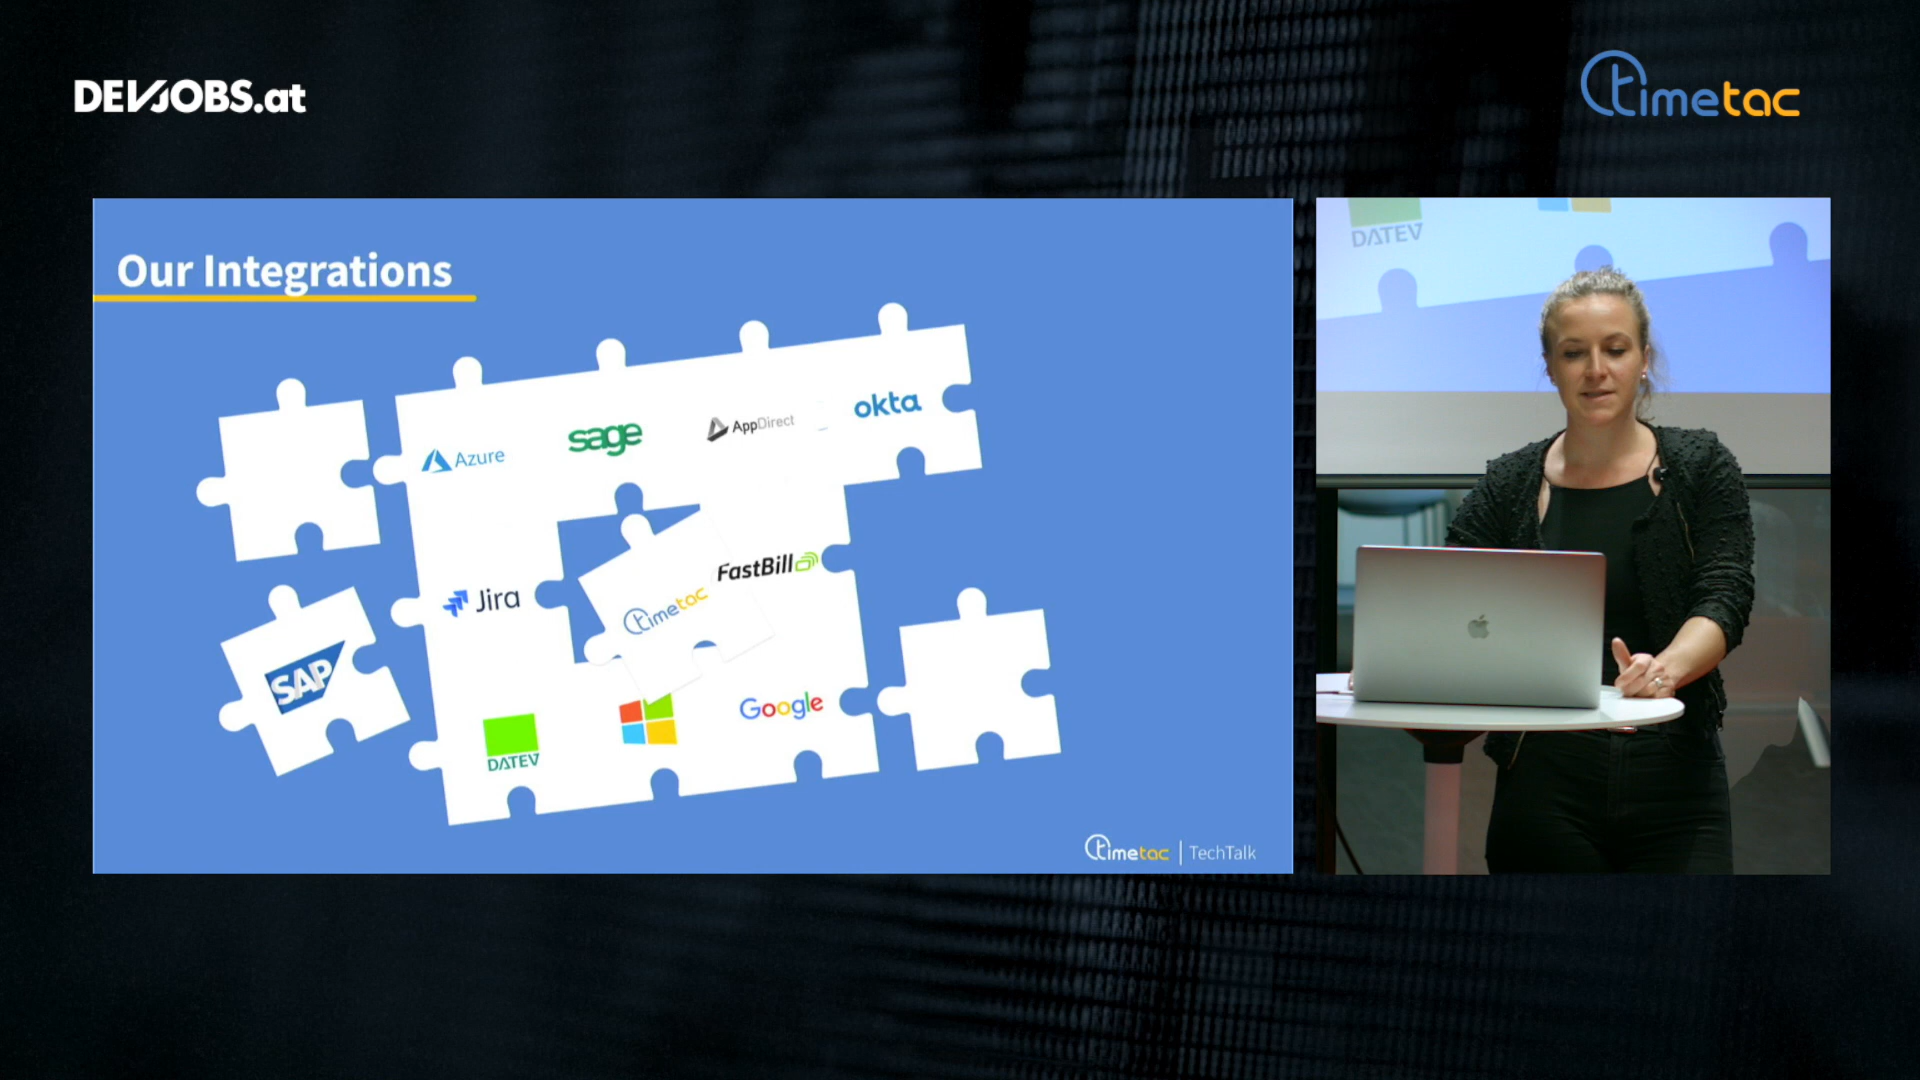 DEVJOBS.at
timetac
Our Integrations
Azure
sage
AppDirect
okta
Jira
timetac
FastBill
SAP
DATEV
Google
timetac | TechTalk
DATEV